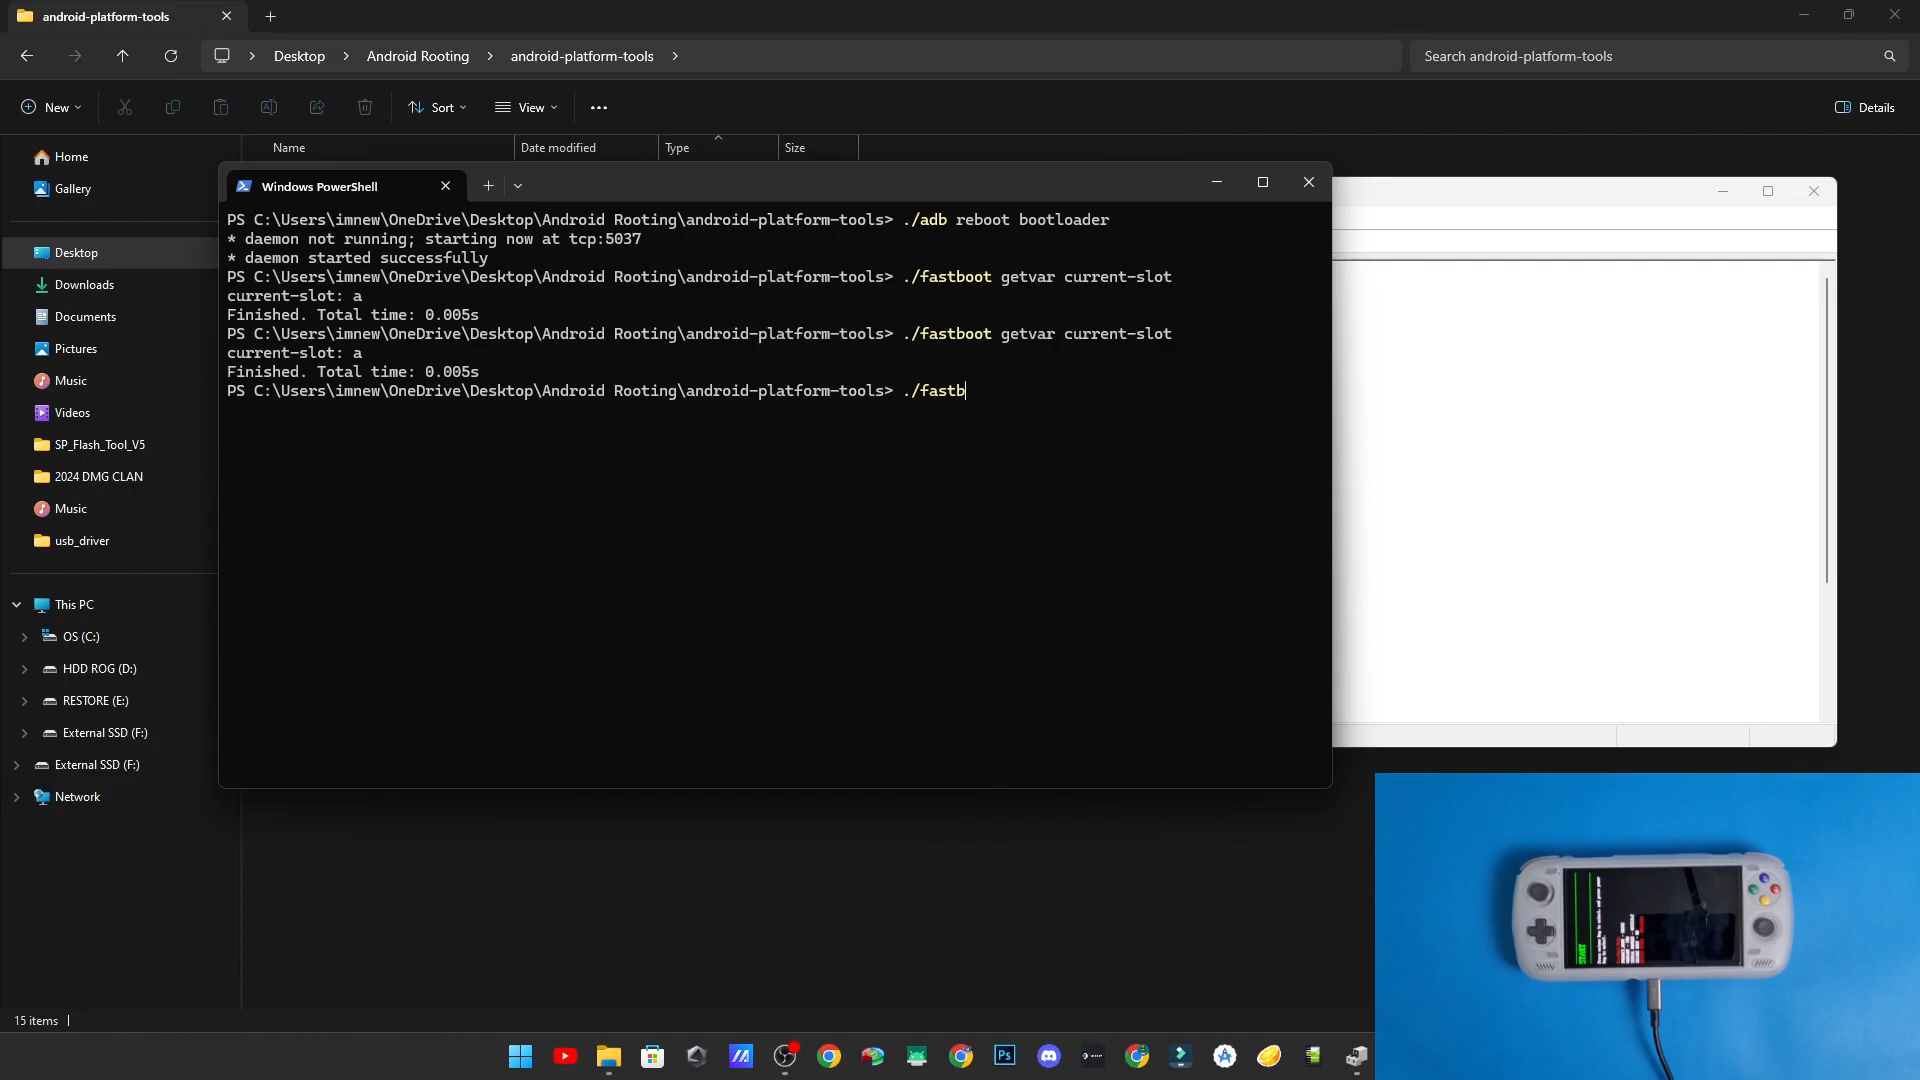 android-platform-tools
Desktop
Android Rooting
android-platform-tools
Search android-platform-tools
New
Sort
View
Details
Name
Date modified
Type
Size
Home
Gallery
Desktop
Downloads
Documents
Pictures
Music
Videos
SP_Flash_Tool_V5
2024 DMG CLAN
Music
usb_driver
This PC
OS (C:)
HDD ROG (D:)
RESTORE (E:)
External SSD (F:)
External SSD (F:)
Network
Windows PowerShell
PS C:\Users\imnew\OneDrive\Desktop\Android Rooting\android-platform-tools> ./adb reboot bootloader
* daemon not running; starting now at tcp:5037
* daemon started successfully
PS C:\Users\imnew\OneDrive\Desktop\Android Rooting\android-platform-tools> ./fastboot getvar current-slot
current-slot: a
Finished. Total time: 0.005s
PS C:\Users\imnew\OneDrive\Desktop\Android Rooting\android-platform-tools> ./fastboot getvar current-slot
current-slot: a
Finished. Total time: 0.005s
PS C:\Users\imnew\OneDrive\Desktop\Android Rooting\android-platform-tools> ./fastb
15 items
Ps
START